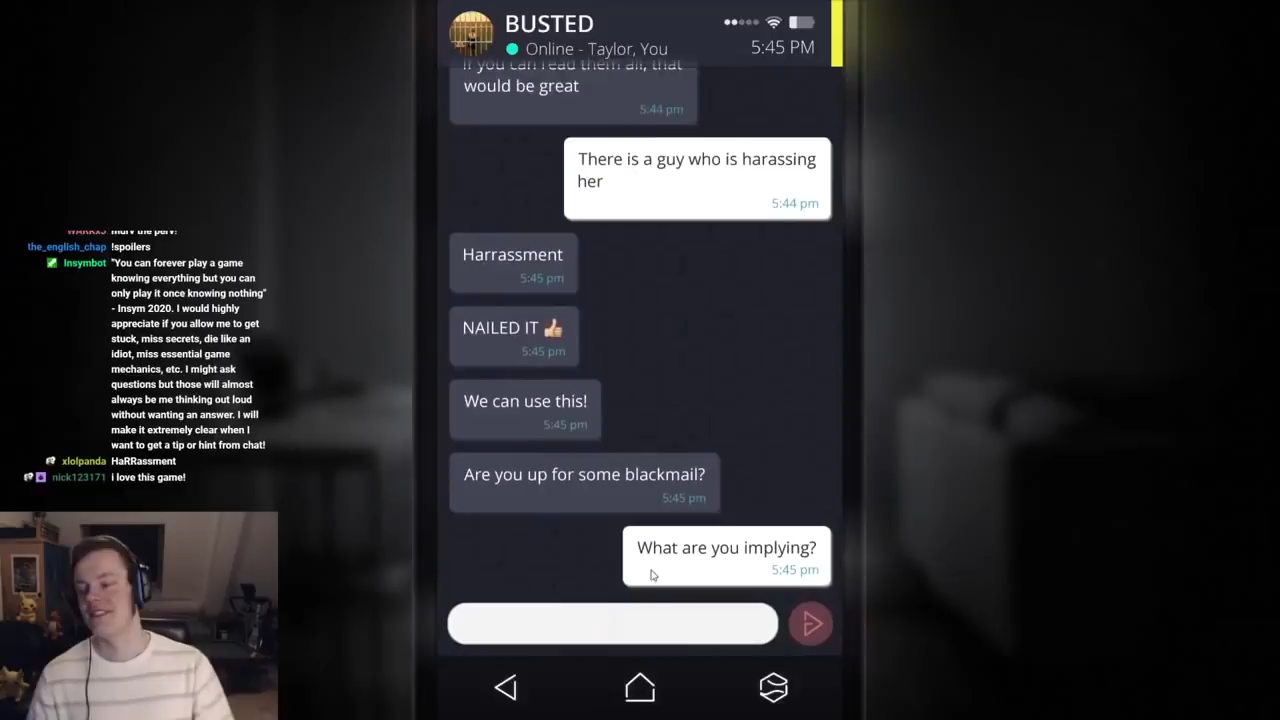 BUSTED
Online - Taylor, You
5:45 PM
if you can read them all, that
would be great
5:44 pm
There is a guy who is harassing
her
5:44 pm
Harrassment
5:45 pm
NAILED IT 👍
5:45 pm
We can use this!
5:45 pm
Are you up for some blackmail?
5:45 pm
What are you implying?
5:45 pm
the_english_chap !spoilers
Insymbot "You can forever play a game
knowing everything but you can
only play it once knowing nothing"
- Insym 2020. I would highly
appreciate if you allow me to get
stuck, miss secrets, die like an
idiot, miss essential game
mechanics, etc. I might ask
questions but those will almost
always be me thinking out loud
without wanting an answer. I will
make it extremely clear when I
want to get a tip or hint from chat!
xlolpanda HaRRassment
nick123171 i love this game!